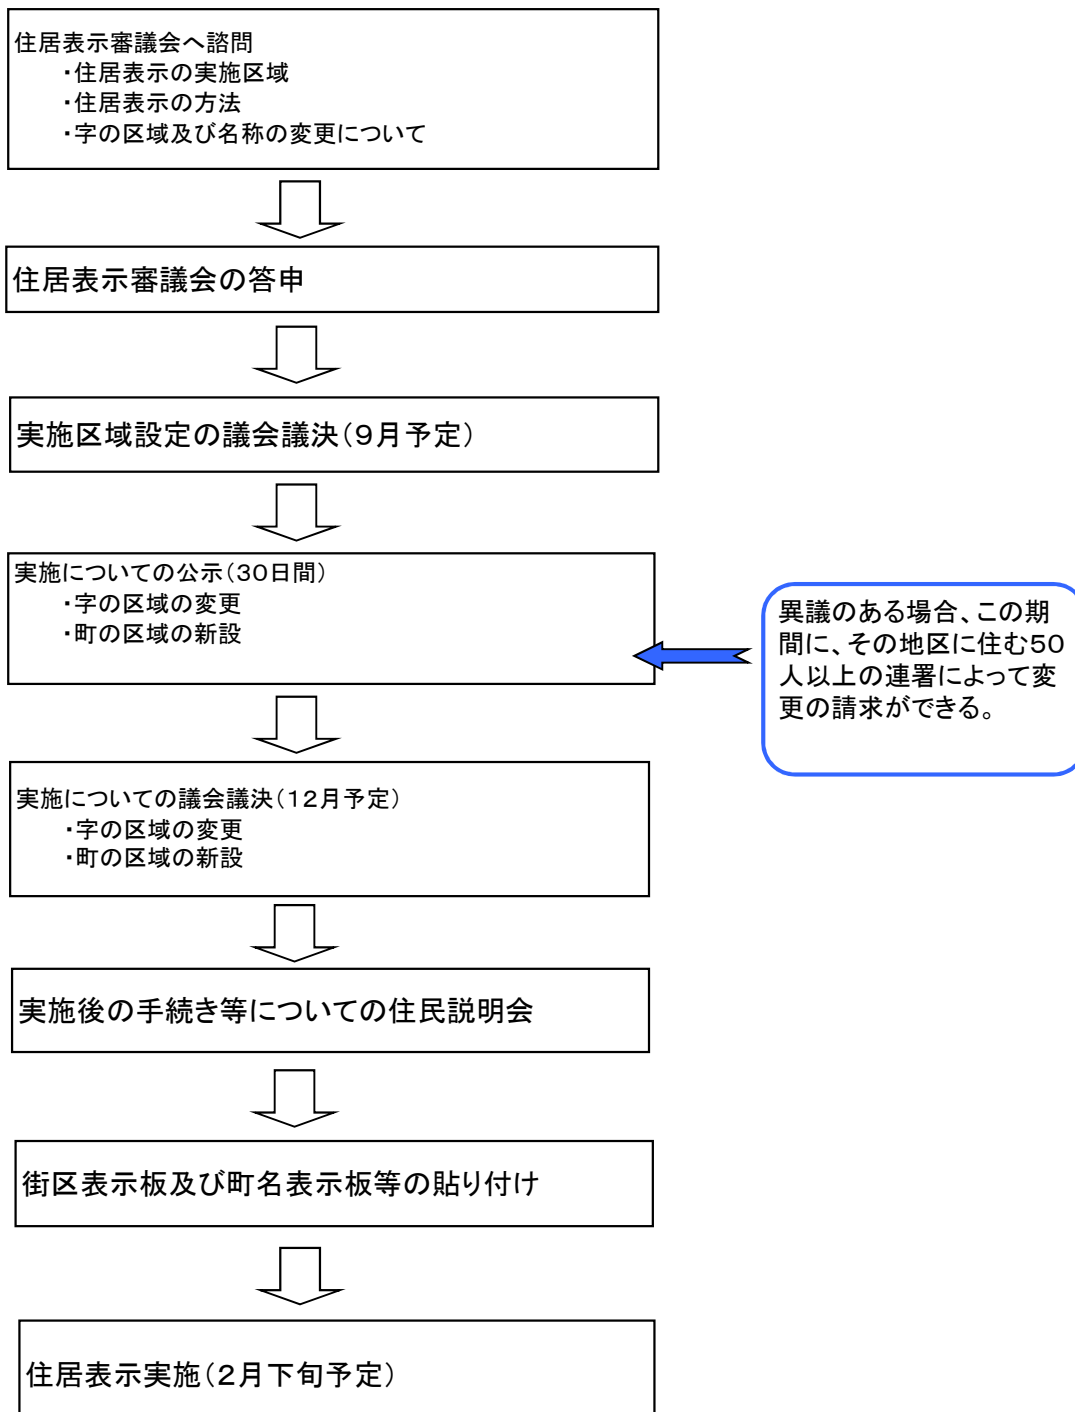 住居表示審議会へ諮問
・住居表示の実施区域
・住居表示の方法
・字の区域及び名称の変更について
住居表示審議会の答申
実施区域設定の議会議決(9月予定)
実施についての公示(30日間)
・字の区域の変更
・町の区域の新設
異議のある場合、この期
間に、その地区に住む50
人以上の連署によって変
更の請求ができる。
実施についての議会議決(12月予定)
・字の区域の変更
・町の区域の新設
実施後の手続き等についての住民説明会
街区表示板及び町名表示板等の貼り付け
住居表示実施(2月下旬予定)